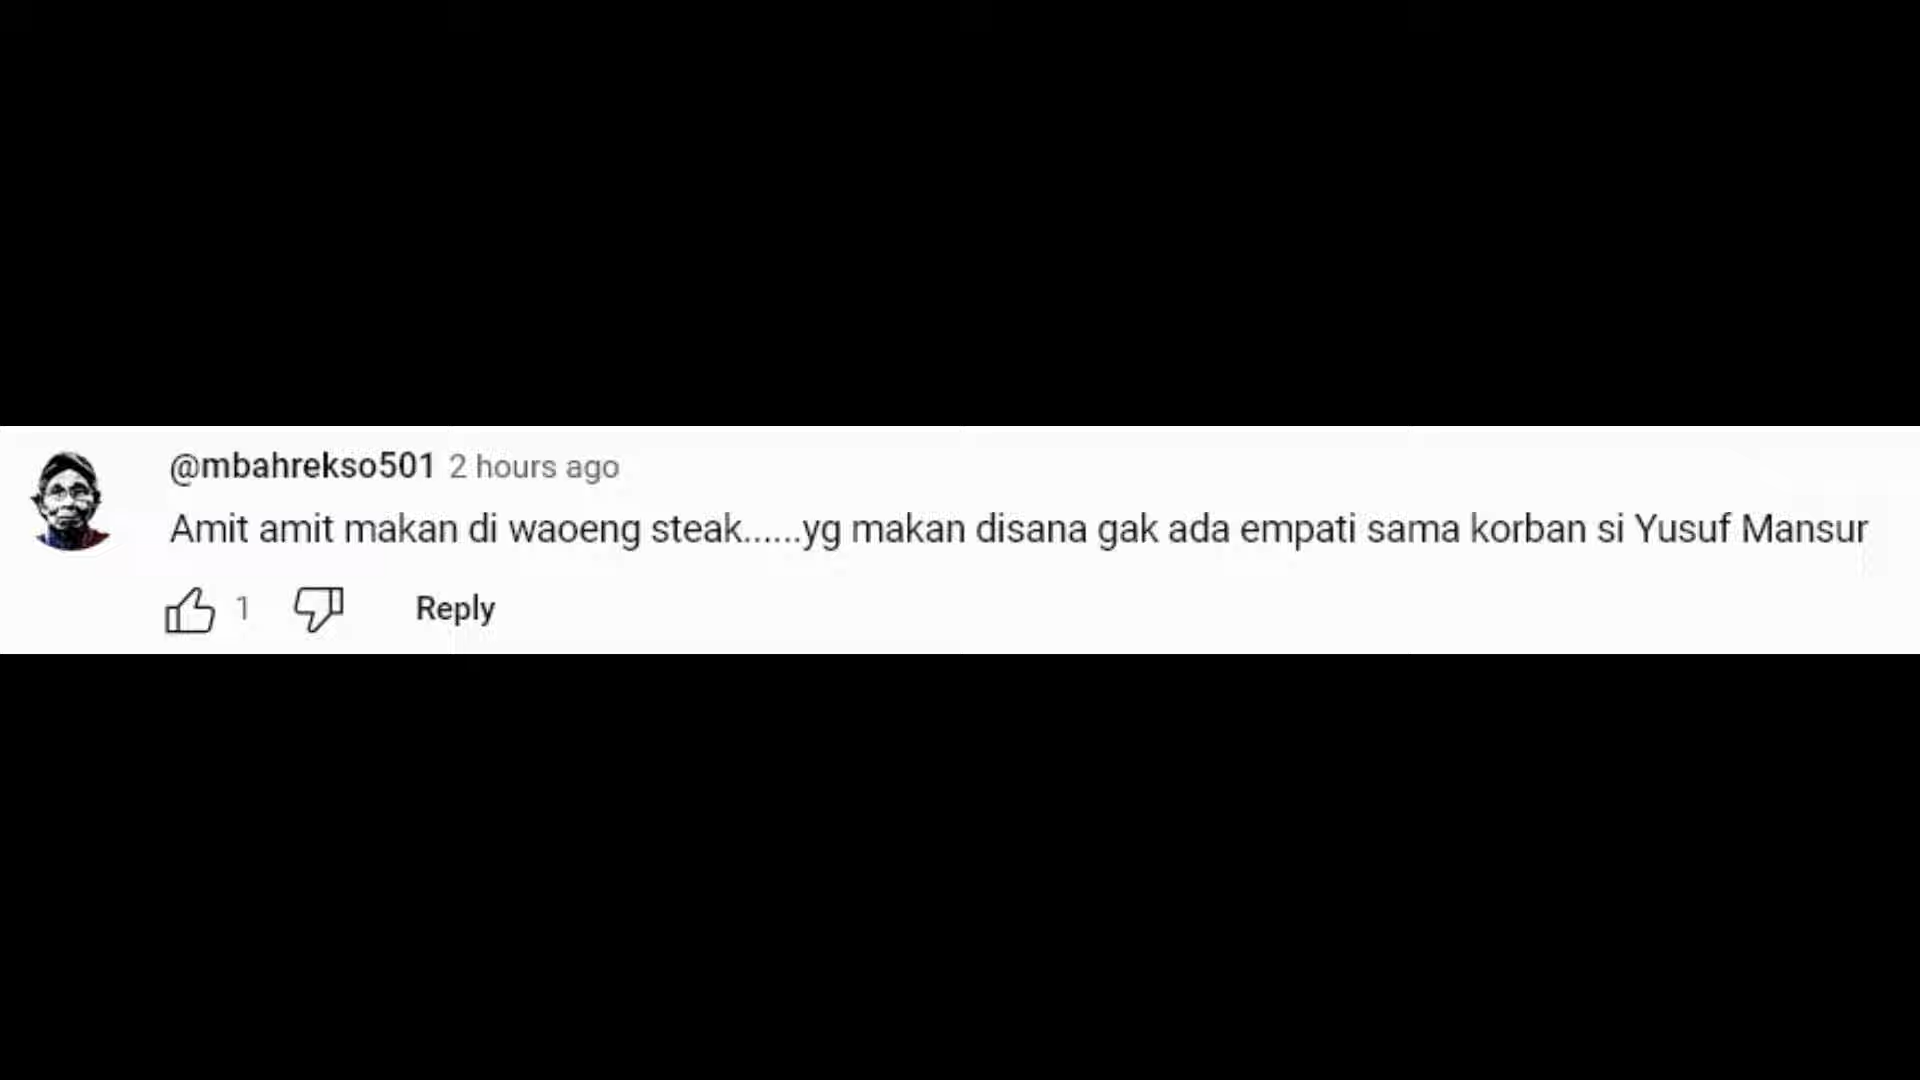 @mbahrekso501 2 hours ago
Amit amit makan di waoeng steak......yg makan disana gak ada empati sama korban si Yusuf Mansur
1 Reply